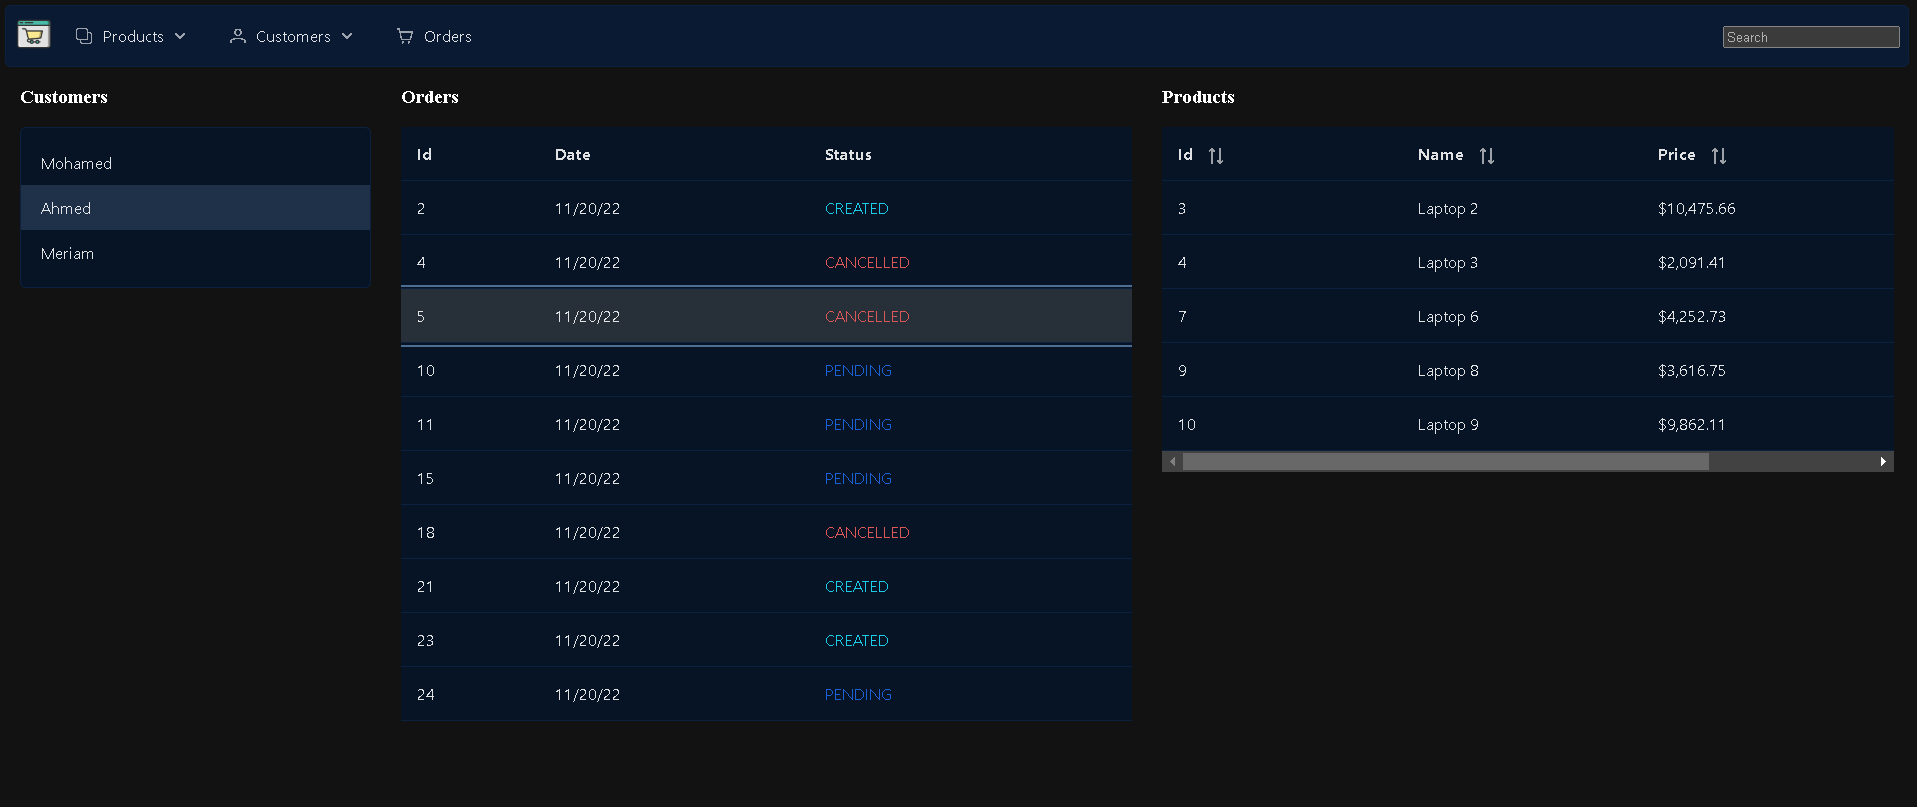 Products Customers Orders Search
Customers
Mohamed
Ahmed
Meriam
Orders
Id Date Status
2 11/20/22 CREATED
4 11/20/22 CANCELLED
5 11/20/22 CANCELLED
10 11/20/22 PENDING
11 11/20/22 PENDING
15 11/20/22 PENDING
18 11/20/22 CANCELLED
21 11/20/22 CREATED
23 11/20/22 CREATED
24 11/20/22 PENDING
Products
Id Name Price
3 Laptop 2 $10,475.66
4 Laptop 3 $2,091.41
7 Laptop 6 $4,252.73
9 Laptop 8 $3,616.75
10 Laptop 9 $9,862.11